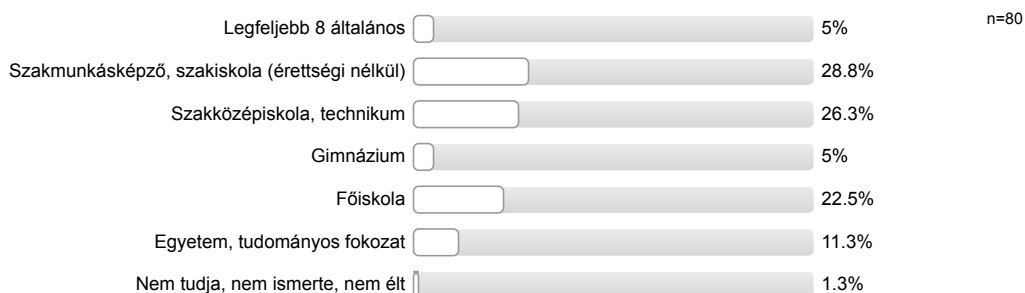 Legfeljebb 8 általános 5% n=80
Szakmunkásképző, szakiskola (érettségi nélkül) 28.8%
Szakközépiskola, technikum 26.3%
Gimnázium 5%
Főiskola 22.5%
Egyetem, tudományos fokozat 11.3%
Nem tudja, nem ismerte, nem élt 1.3%